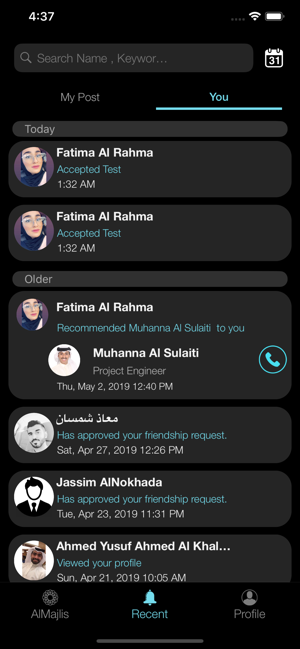 4:37
Search Name , Keywor...
31
My Post
You
Today
Fatima Al Rahma
Accepted Test
1:32 AM
Fatima Al Rahma
Accepted Test
1:32 AM
Older
Fatima Al Rahma
Recommended Muhanna Al Sulaiti to you
Muhanna Al Sulaiti
Project Engineer
Thu, May 2, 2019 12:40 PM
معاذ شمسان
Has approved your friendship request.
Sat, Apr 27, 2019 12:26 PM
Jassim AlNokhada
Has approved your friendship request.
Tue, Apr 23, 2019 11:31 PM
Ahmed Yusuf Ahmed Al Khal...
Viewed your profile
Sun, Apr 21, 2019 10:05 AM
AlMajlis
Recent
Profile